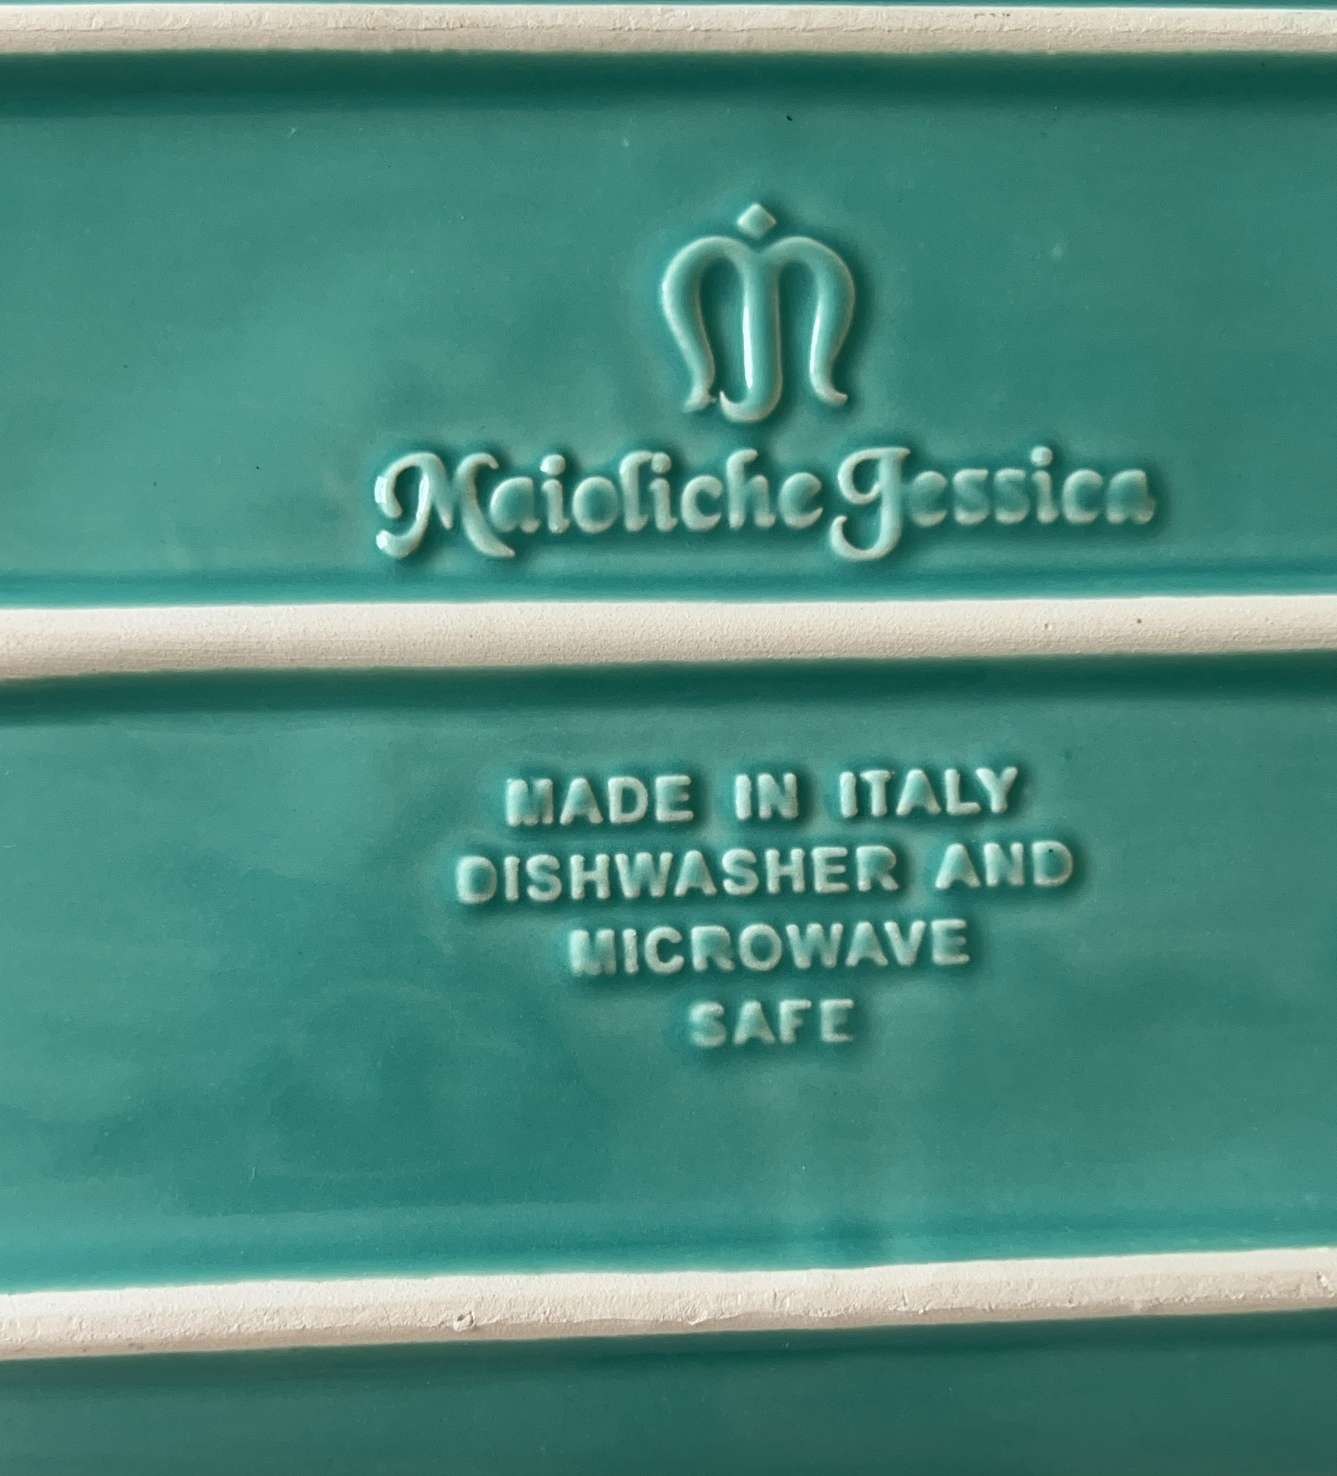 Maioliche Jessica
MADE IN ITALY
DISHWASHER AND
MICROWAVE
SAFE